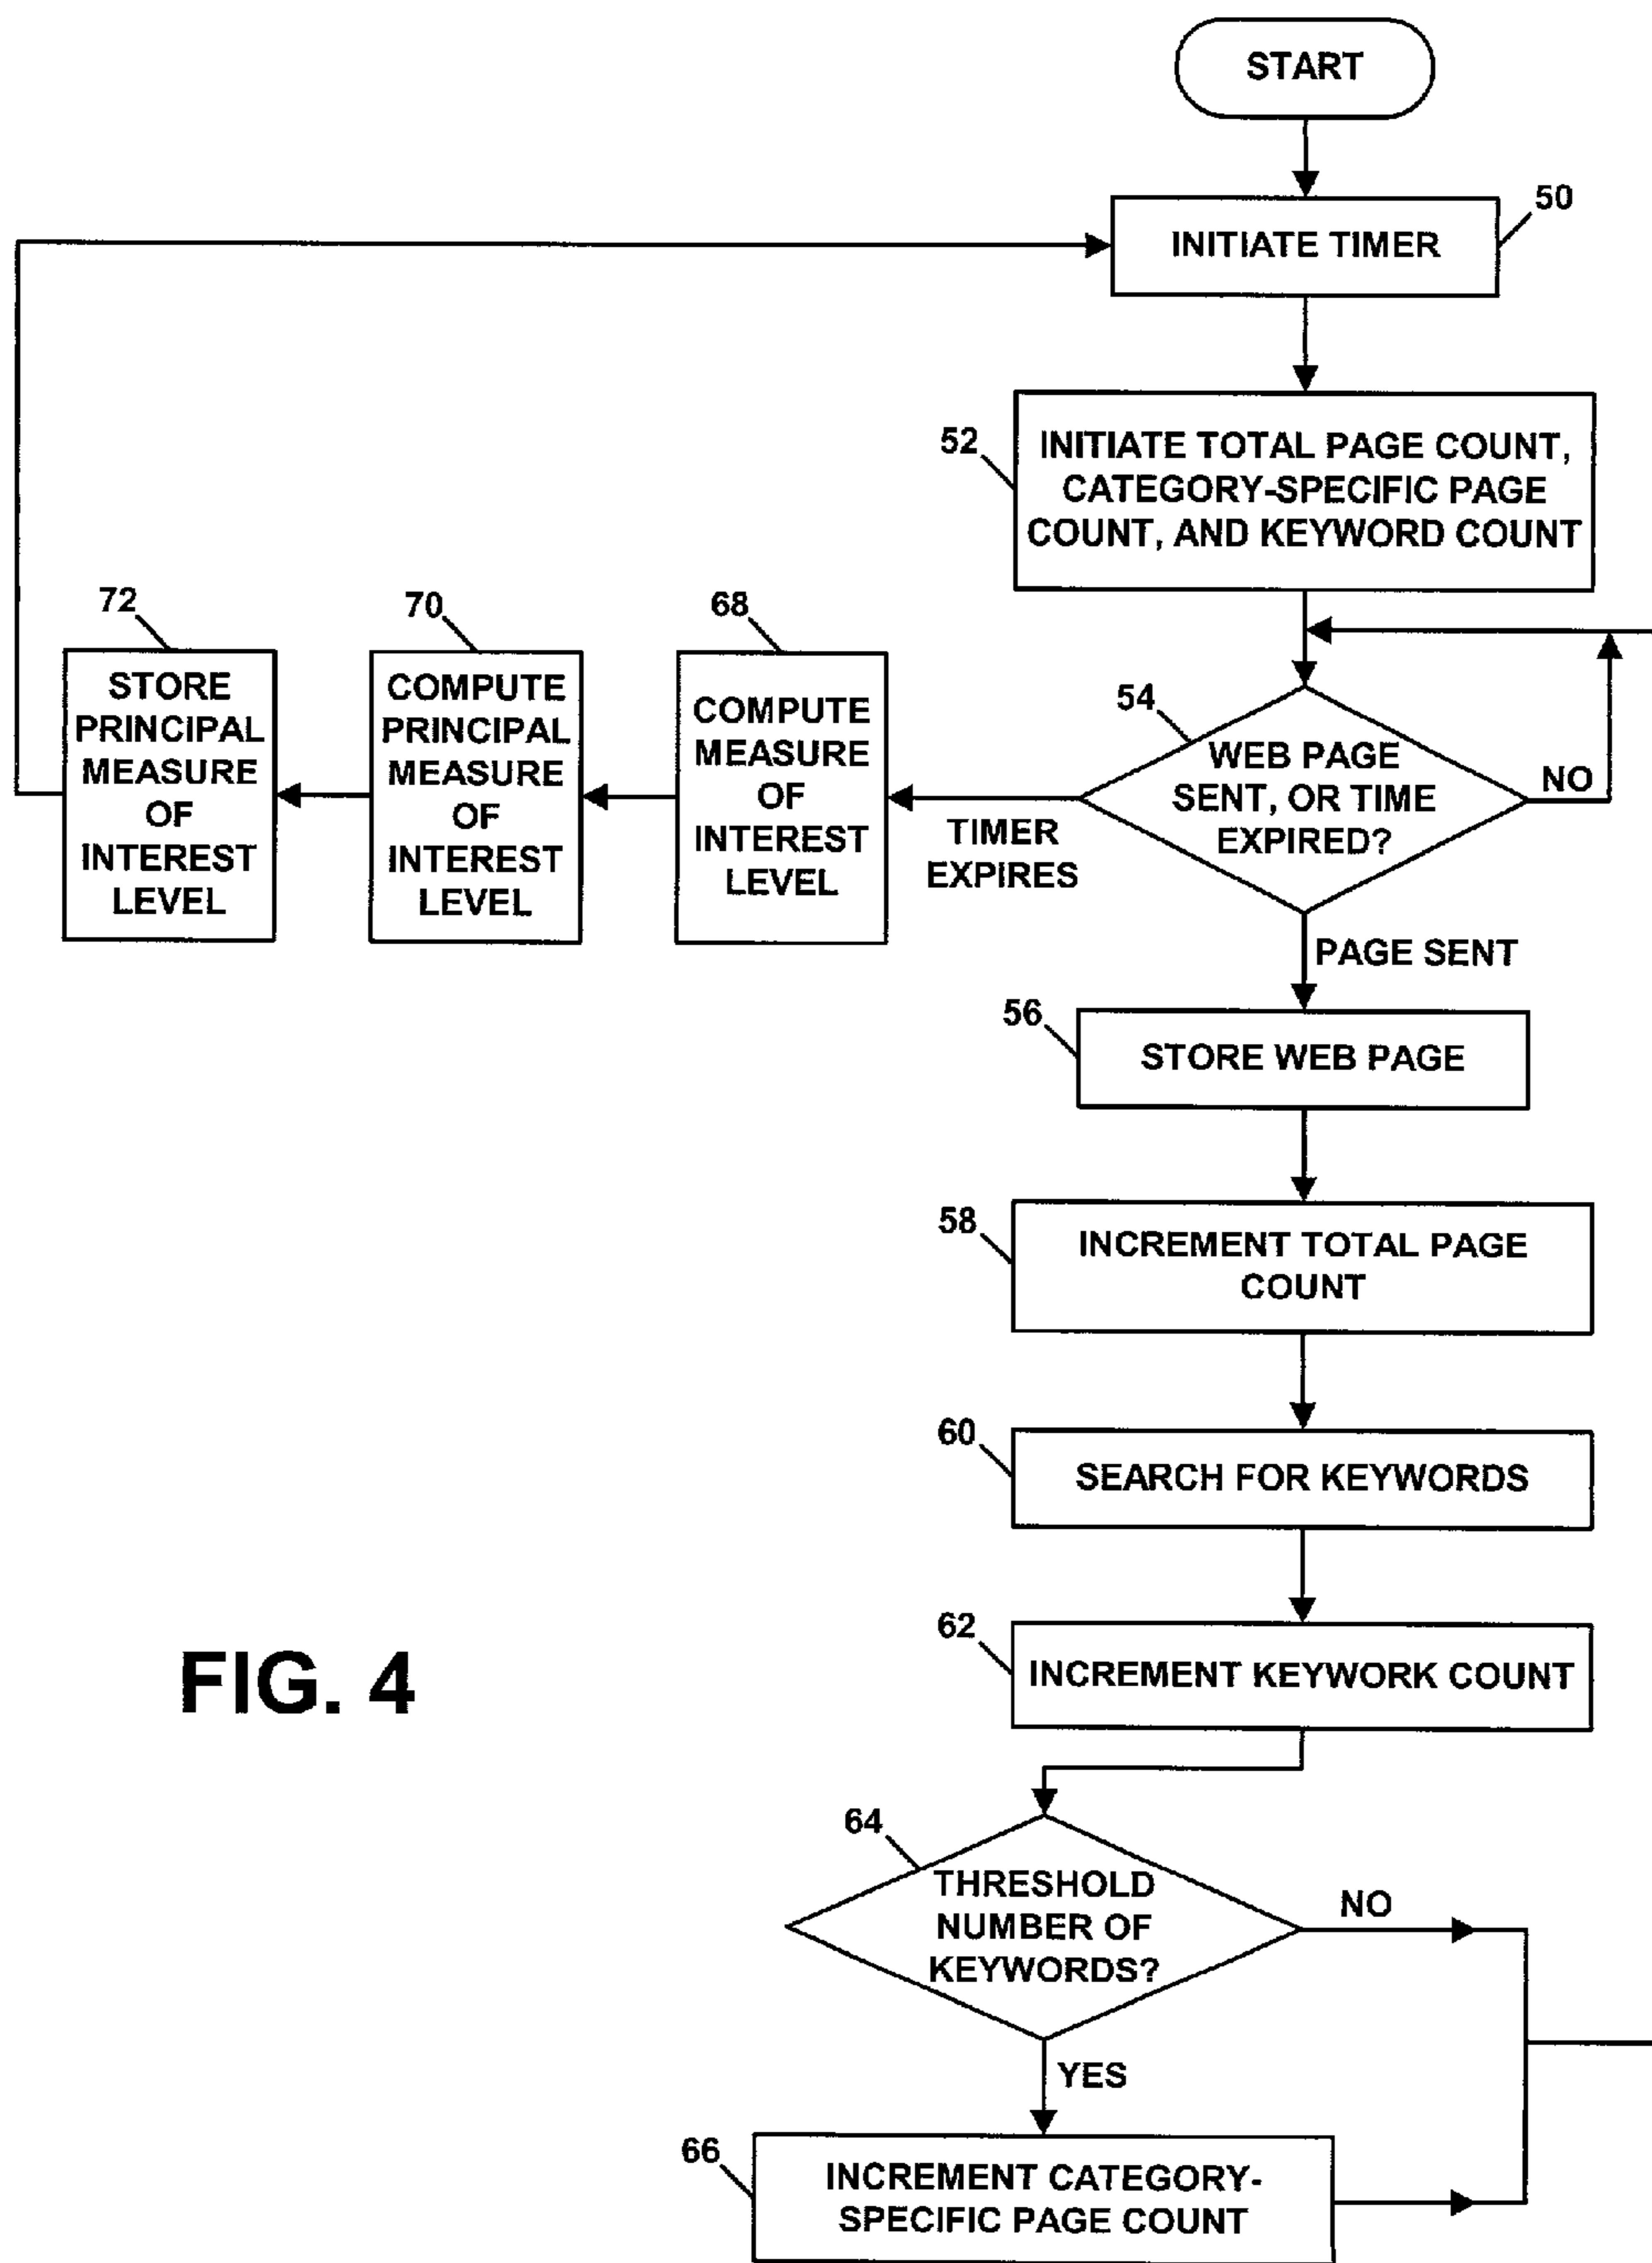 START
50
INITIATE TIMER
52
INITIATE TOTAL PAGE COUNT,
CATEGORY-SPECIFIC PAGE
COUNT, AND KEYWORD COUNT
54
WEB PAGE
SENT, OR TIME
EXPIRED?
NO
TIMER
EXPIRES
68
COMPUTE
MEASURE
OF
INTEREST
LEVEL
70
COMPUTE
PRINCIPAL
MEASURE
OF
INTEREST
LEVEL
72
STORE
PRINCIPAL
MEASURE
OF
INTEREST
LEVEL
PAGE SENT
56
STORE WEB PAGE
58
INCREMENT TOTAL PAGE
COUNT
60
SEARCH FOR KEYWORDS
62
INCREMENT KEYWORK COUNT
64
THRESHOLD
NUMBER OF
KEYWORDS?
NO
YES
66
INCREMENT CATEGORY-
SPECIFIC PAGE COUNT
FIG. 4